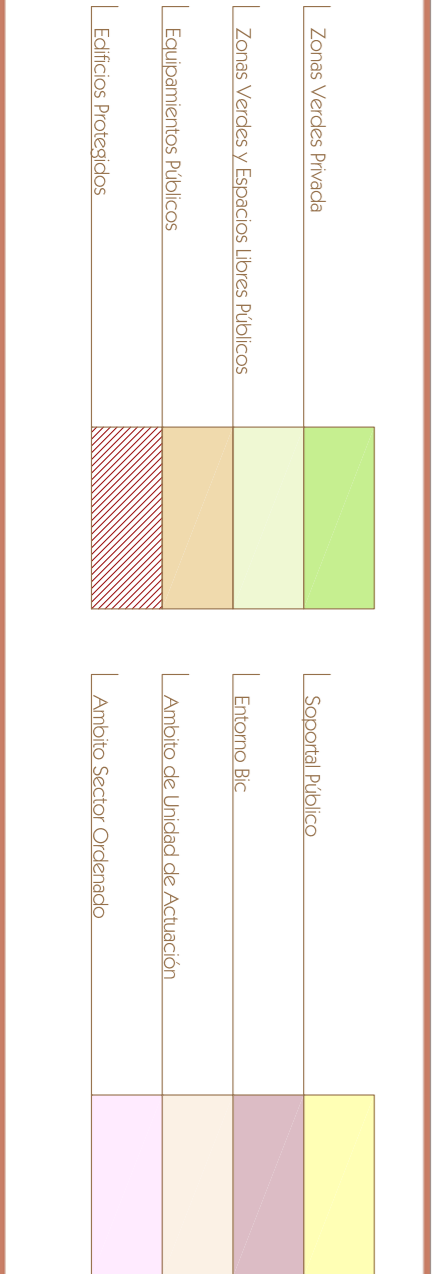 Zonas Verdes Privada
Zonas Verdes y Espacios Libres Públicos
Equipamientos Públicos
Edificios Protegidos
Soportal Público
Entorno Bic
Ambito de Unidad de Actuación
Ambito Sector Ordenado